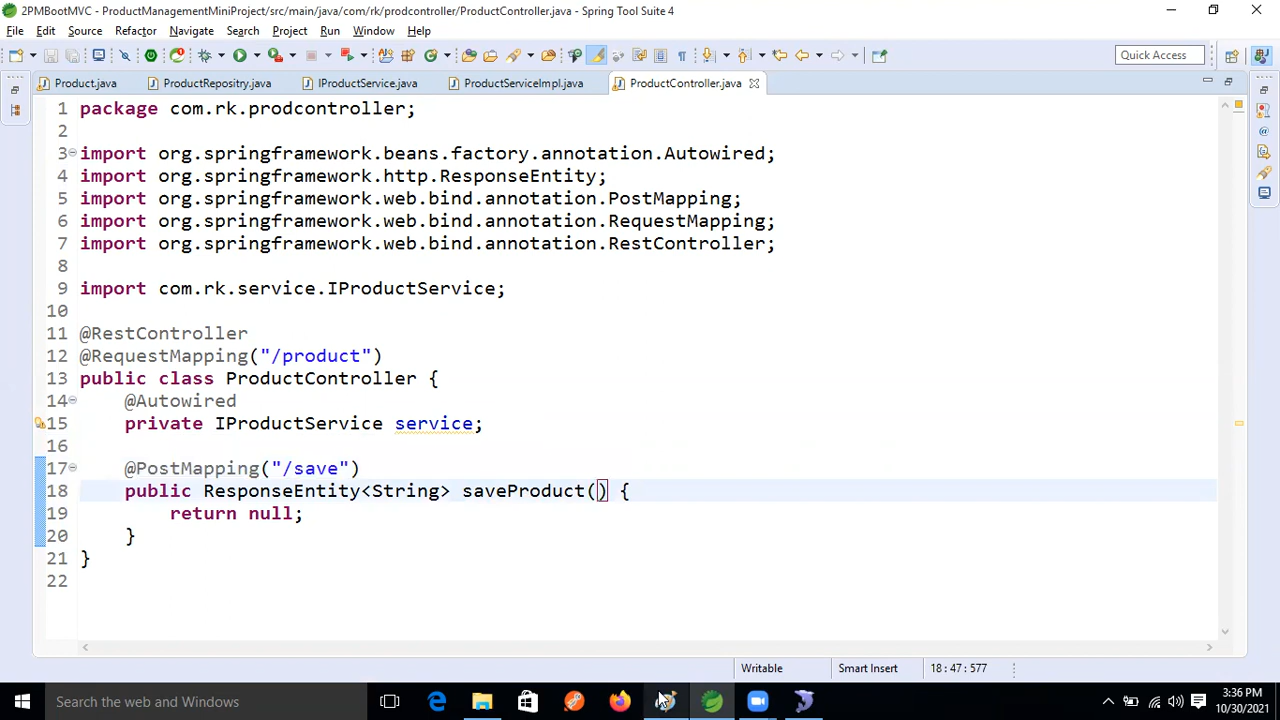 2PMBootMVC - ProductManagementMiniProject/src/main/java/com/rk/prodcontroller/ProductController.java - Spring Tool Suite 4
File Edit Source Refactor Navigate Search Project Run Window Help
Quick Access
Product.java ProductRepositry.java IProductService.java ProductServiceImpl.java ProductController.java
1 package com.rk.prodcontroller;
2
3 import org.springframework.beans.factory.annotation.Autowired;
4 import org.springframework.http.ResponseEntity;
5 import org.springframework.web.bind.annotation.PostMapping;
6 import org.springframework.web.bind.annotation.RequestMapping;
7 import org.springframework.web.bind.annotation.RestController;
8
9 import com.rk.service.IProductService;
10
11 @RestController
12 @RequestMapping("/product")
13 public class ProductController {
14 @Autowired
15 private IProductService service;
16
17 @PostMapping("/save")
18 public ResponseEntity<String> saveProduct() {
19 return null;
20 }
21 }
22
Writable Smart Insert 18 : 47 : 577
Search the web and Windows
3:36 PM
10/30/2021